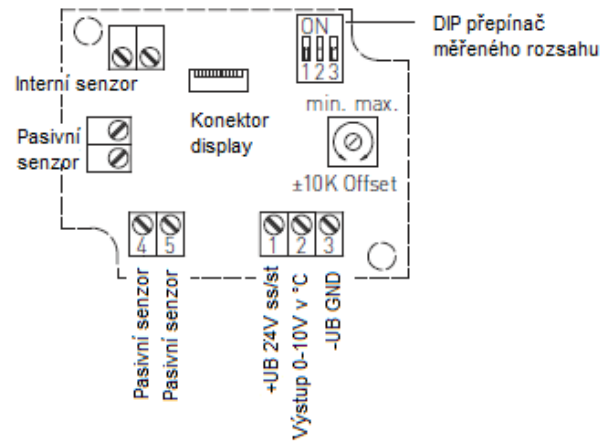 ON
1 2 3
DIP přepínač
měřeného rozsahu
Interní senzor
min. max.
Konektor
display
Pasivní
senzor
±10K Offset
4 5
1 2 3
Pasivní senzor
Pasivní senzor
+UB 24V ss/st
Výstup 0-10V v °C
-UB GND